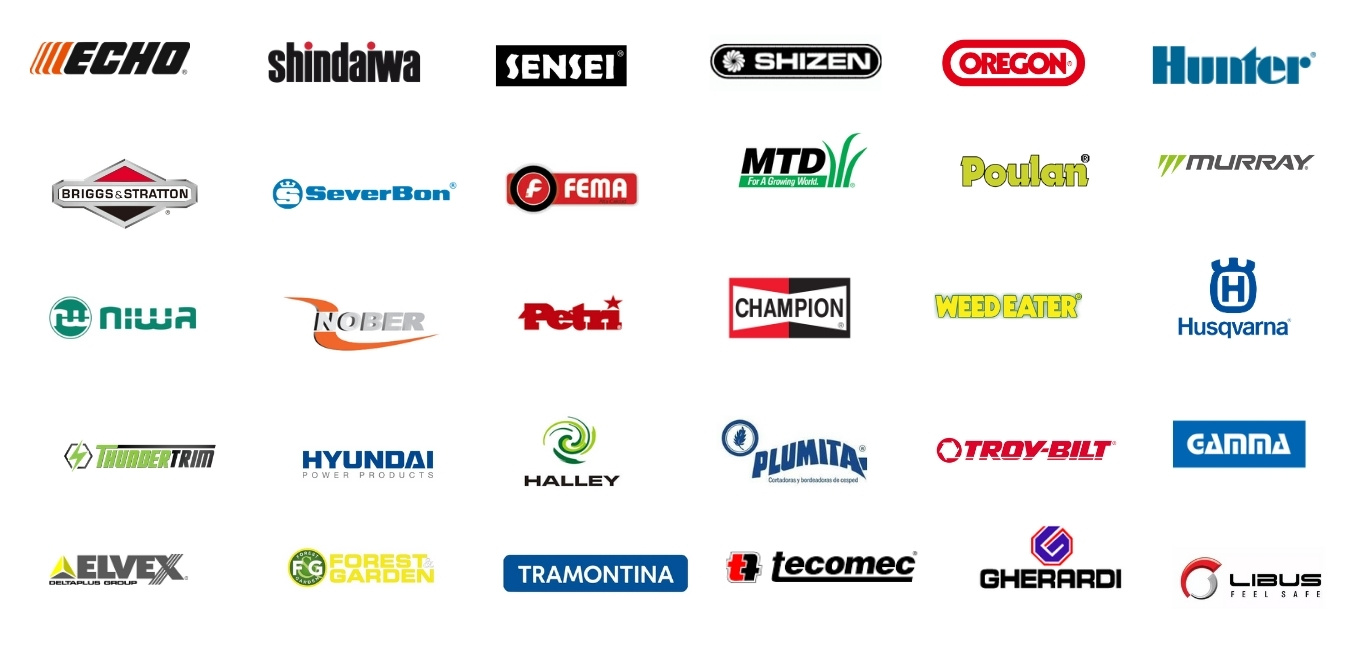 ECHO
shindaiwa
SENSEI
SHIZEN
OREGON
Hunter
BRIGGS & STRATTON
SeverBon
FEMA
MTD
For A Growing World.
Poulan
MURRAY
niwa
NOBER
Petri
CHAMPION
WEED EATER
H
Husqvarna
THUNDERTRIM
HYUNDAI
POWER PRODUCTS
HALLEY
PLUMITA
Cortadoras y bordeadoras de cesped
TROY-BILT
GAMMA
ELVEX
DELTAPLUS GROUP
FOREST
F&G
GARDEN
FOREST &
GARDEN
TRAMONTINA
tecomec
GHERARDI
LIBUS
FEEL SAFE